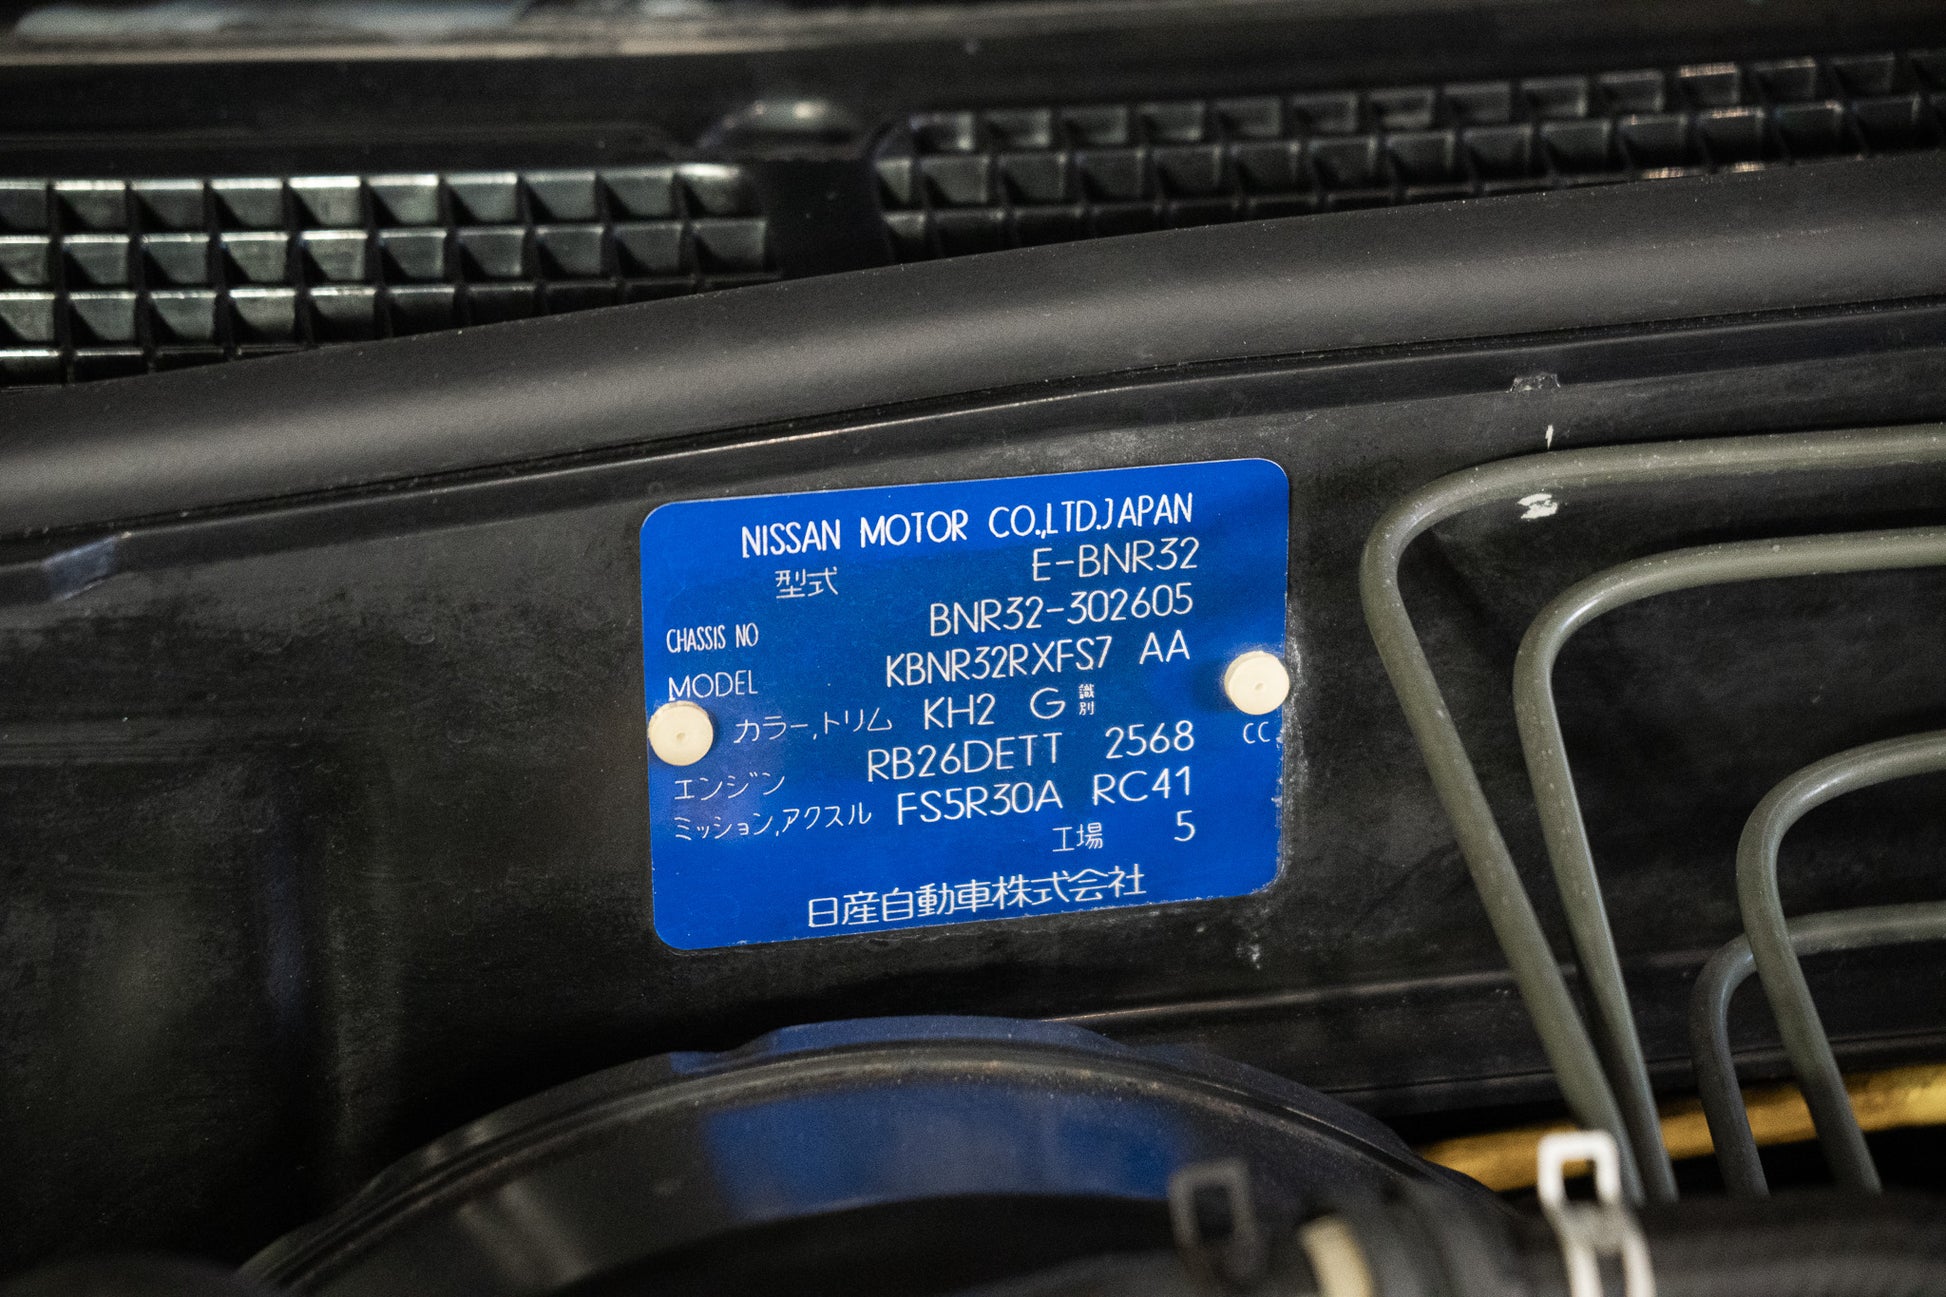 NISSAN MOTOR CO.,LTD.JAPAN
型式 E-BNR32
CHASSIS NO BNR32-302605
MODEL KBNR32RXFS7 AA
カラー,トリム KH2 G 識別
エンジン RB26DETT 2568 CC
ミッション,アクスル FS5R30A RC41
工場 5
日産自動車株式会社